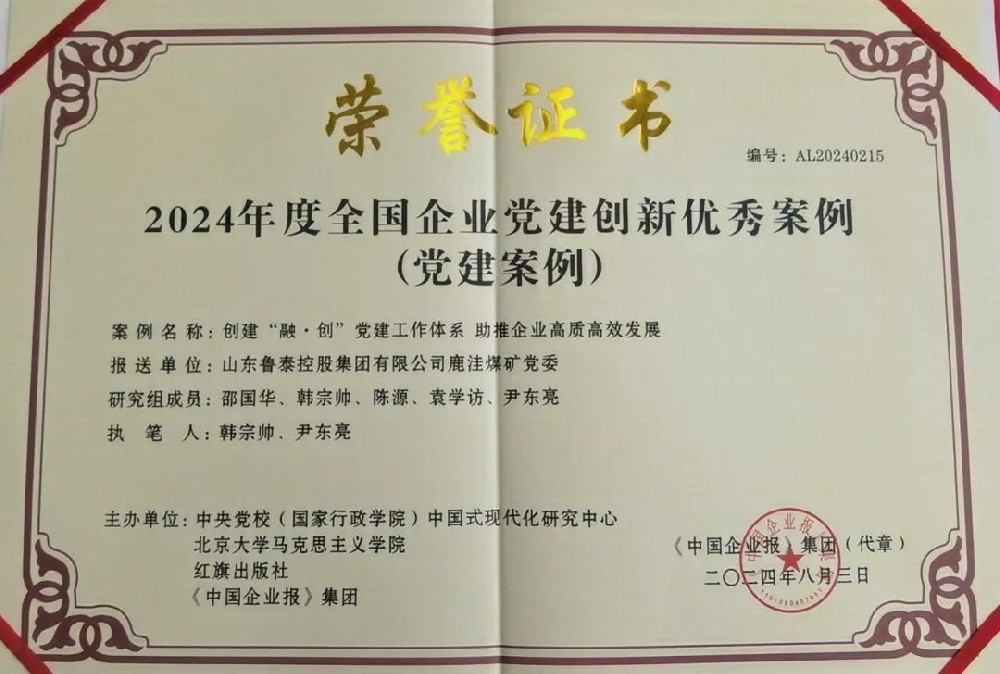 荣誉证书
编号：AL20240215
2024年度全国企业党建创新优秀案例
（党建案例）
案例名称：创建“融·创”党建工作体系 助推企业高质高效发展
报送单位：山东鲁泰控股集团有限公司鹿洼煤矿党委
研究组成员：邵国华、韩宗帅、陈源、袁学访、尹东亮
执笔人：韩宗帅、尹东亮
主办单位：中央党校（国家行政学院）中国式现代化研究中心
北京大学马克思主义学院
红旗出版社
《中国企业报》集团
《中国企业报》集团（代章）
二〇二四年八月三日